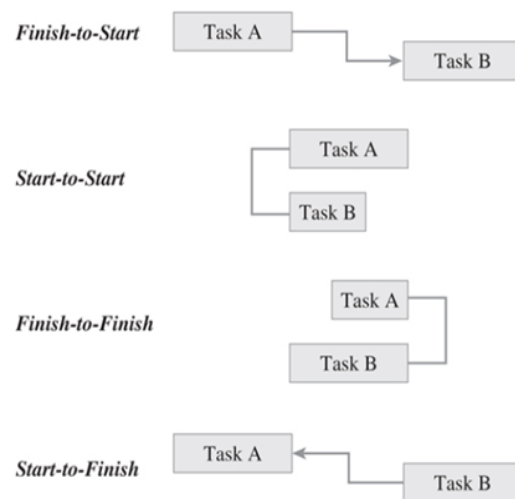 Finish-to-Start
Task A
Task B
Start-to-Start
Task A
Task B
Finish-to-Finish
Task A
Task B
Start-to-Finish
Task A
Task B